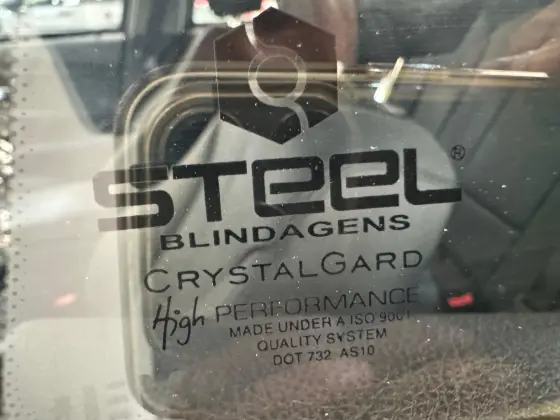 STEEL®
BLINDAGENS
CRYSTALGARD
High PERFORMANCE
MADE UNDER A ISO 9001
QUALITY SYSTEM
DOT 732 AS10